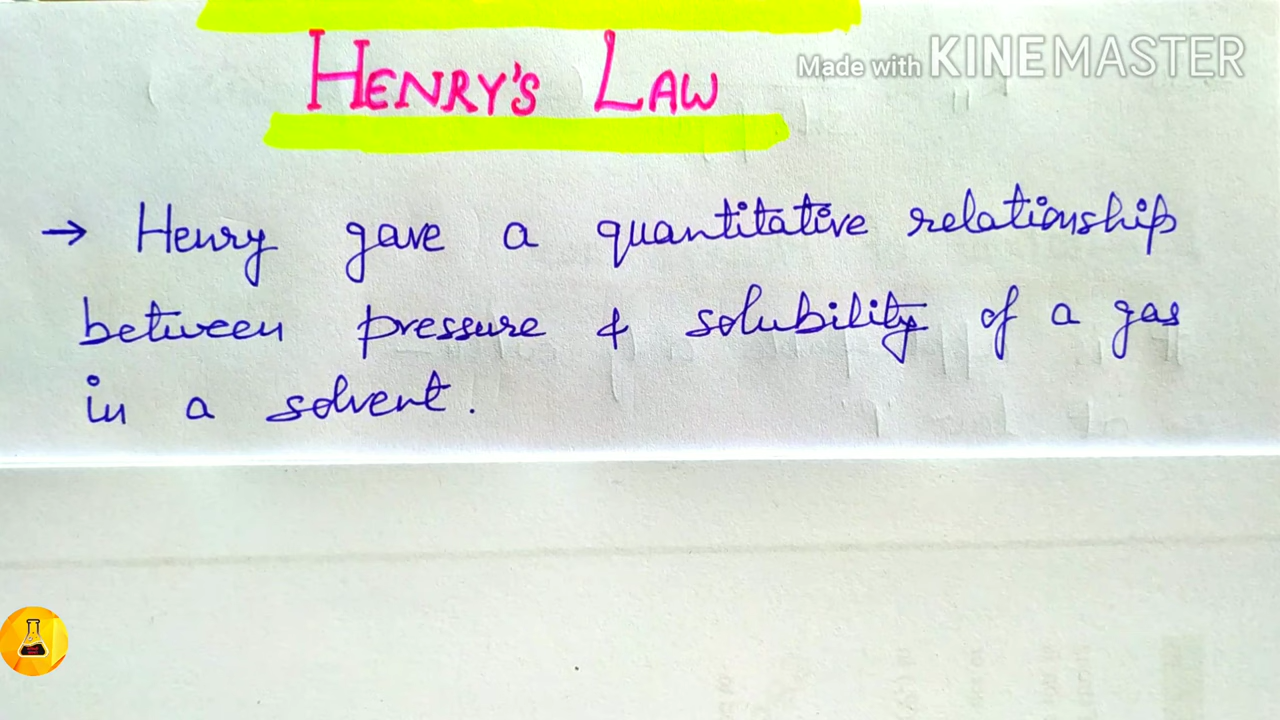 HENRY'S LAW
Made with KINEMASTER
→ Henry gave a quantitative relationship
between pressure & solubility of a gas
in a solvent.